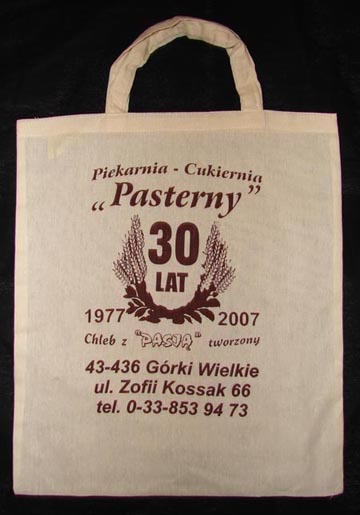 Piekarnia - Cukiernia
„Pasterny”
30
LAT
1977 2007
Chleb z "PASJĄ" tworzony
43-436 Górki Wielkie
ul. Zofii Kossak 66
tel. 0-33-853 94 73